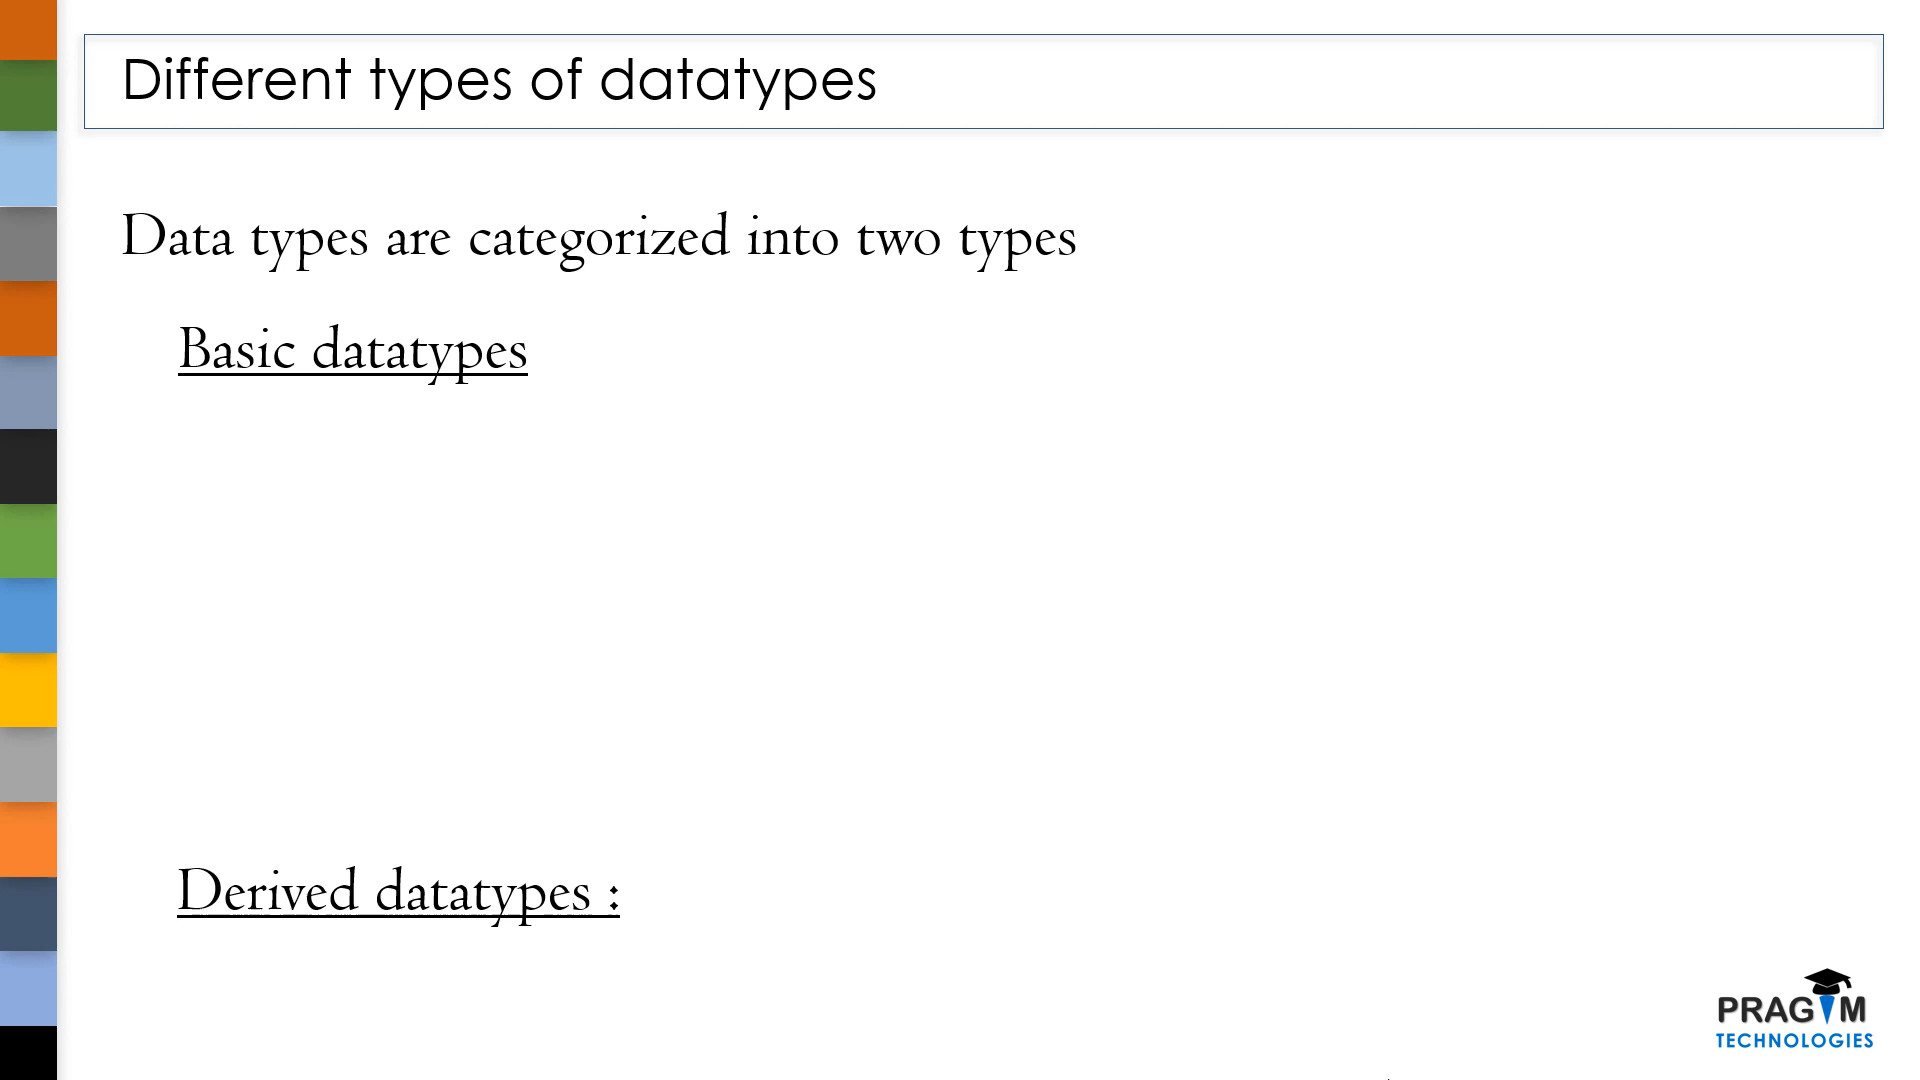 Different types of datatypes
Data types are categorized into two types
Basic datatypes
Derived datatypes :
PRAGIM
TECHNOLOGIES